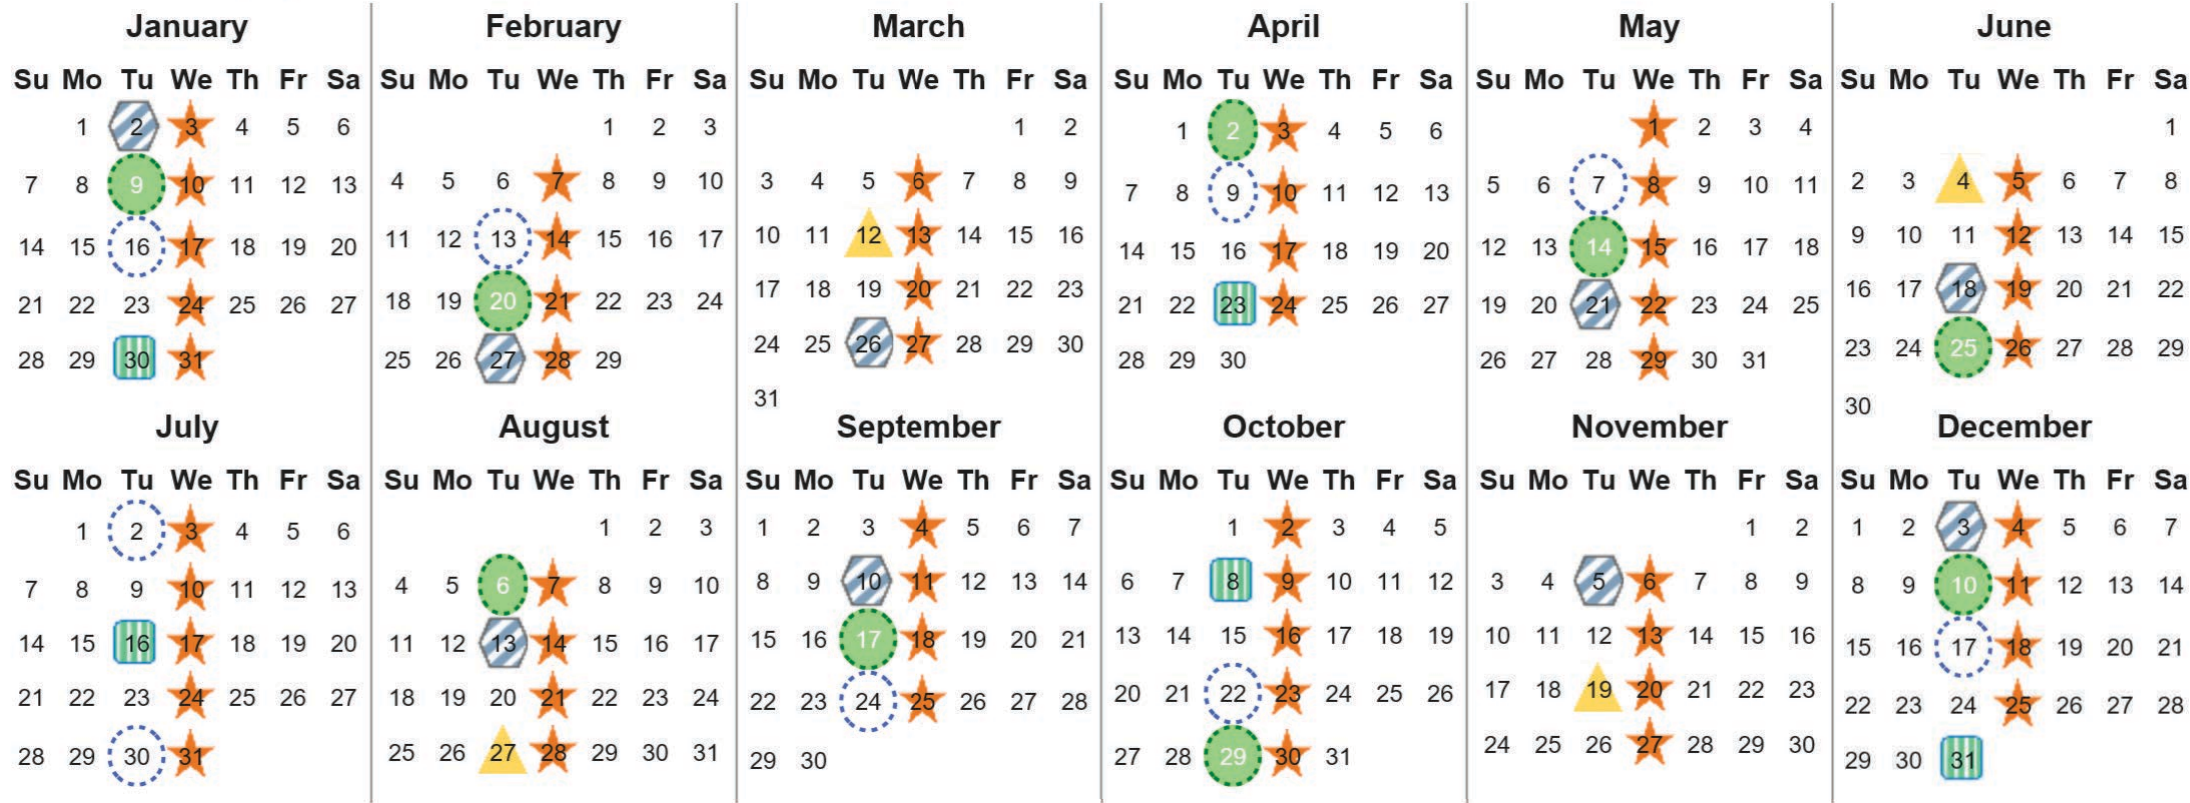 January February March April May June
Su Mo Tu We Th Fr Sa Su Mo Tu We Th Fr Sa Su Mo Tu We Th Fr Sa Su Mo Tu We Th Fr Sa Su Mo Tu We Th Fr Sa Su Mo Tu We Th Fr Sa
1 2 3 4 5 6 1 2 3 1 2 1 2 3 4 5 6 1 2 3 4 1
7 8 9 10 11 12 13 4 5 6 7 8 9 10 3 4 5 6 7 8 9 7 8 9 10 11 12 13 5 6 7 8 9 10 11 2 3 4 5 6 7 8
14 15 16 17 18 19 20 11 12 13 14 15 16 17 10 11 12 13 14 15 16 14 15 16 17 18 19 20 12 13 14 15 16 17 18 9 10 11 12 13 14 15
21 22 23 24 25 26 27 18 19 20 21 22 23 24 17 18 19 20 21 22 23 21 22 23 24 25 26 27 19 20 21 22 23 24 25 16 17 18 19 20 21 22
28 29 30 31 25 26 27 28 29 24 25 26 27 28 29 30 28 29 30 26 27 28 29 30 31 23 24 25 26 27 28 29
31 30
July August September October November December
Su Mo Tu We Th Fr Sa Su Mo Tu We Th Fr Sa Su Mo Tu We Th Fr Sa Su Mo Tu We Th Fr Sa Su Mo Tu We Th Fr Sa Su Mo Tu We Th Fr Sa
1 2 3 4 5 6 1 2 3 1 2 3 4 5 6 7 1 2 3 4 5 1 2 1 2 3 4 5 6 7
7 8 9 10 11 12 13 4 5 6 7 8 9 10 8 9 10 11 12 13 14 6 7 8 9 10 11 12 3 4 5 6 7 8 9 8 9 10 11 12 13 14
14 15 16 17 18 19 20 11 12 13 14 15 16 17 15 16 17 18 19 20 21 13 14 15 16 17 18 19 10 11 12 13 14 15 16 15 16 17 18 19 20 21
21 22 23 24 25 26 27 18 19 20 21 22 23 24 22 23 24 25 26 27 28 20 21 22 23 24 25 26 17 18 19 20 21 22 23 22 23 24 25 26 27 28
28 29 30 31 25 26 27 28 29 30 31 29 30 27 28 29 30 31 24 25 26 27 28 29 30 29 30 31